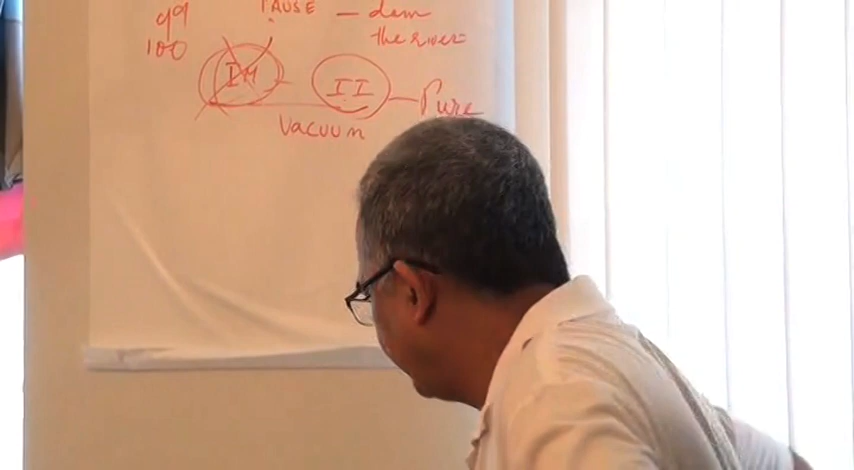 PAUSE — dam
99 the river
100
IM II — Pure
Vacuum